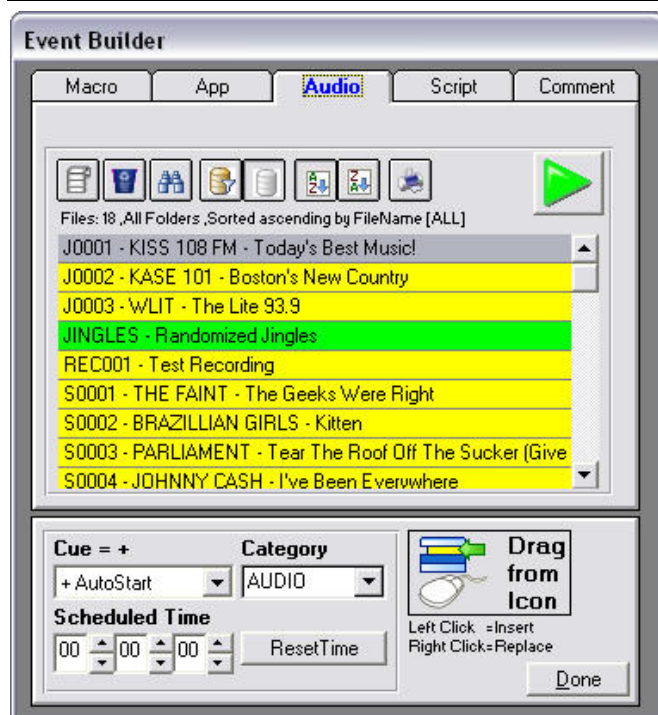 Event Builder
Macro App Audio Script Comment
A Z Z A
Files: 18 ,All Folders ,Sorted ascending by FileName [ALL]
J0001 - KISS 108 FM - Today's Best Music!
J0002 - KASE 101 - Boston's New Country
J0003 - WLIT - The Lite 93.9
JINGLES - Randomized Jingles
REC001 - Test Recording
S0001 - THE FAINT - The Geeks Were Right
S0002 - BRAZILLIAN GIRLS - Kitten
S0003 - PARLIAMENT - Tear The Roof Off The Sucker (Give
S0004 - JOHNNY CASH - I've Been Everywhere
Cue = + Category
+ AutoStart AUDIO
Scheduled Time
00 00 00 ResetTime
Drag
from
Icon
Left Click =Insert
Right Click=Replace
Done